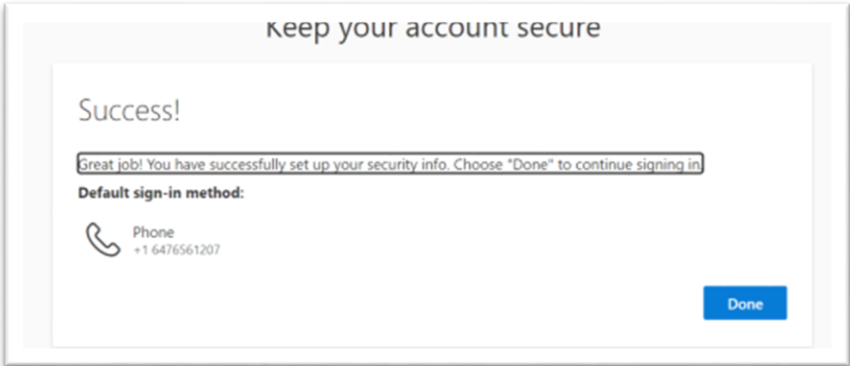 Keep your account secure
Success!
Great job! You have successfully set up your security info. Choose "Done" to continue signing in.
Default sign-in method:
Phone
+1 6476561207
Done